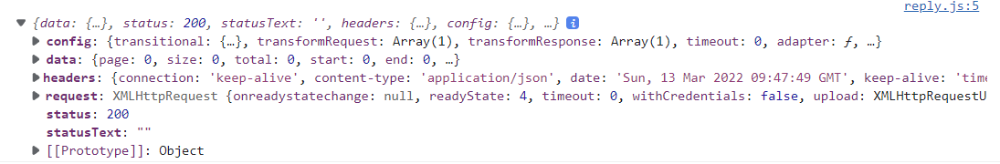 reply.js:5
▼ {data: {…}, status: 200, statusText: '', headers: {…}, config: {…}, …} i
▶ config: {transitional: {…}, transformRequest: Array(1), transformResponse: Array(1), timeout: 0, adapter: ƒ, …}
▶ data: {page: 0, size: 0, total: 0, start: 0, end: 0, …}
▶ headers: {connection: 'keep-alive', content-type: 'application/json', date: 'Sun, 13 Mar 2022 09:47:49 GMT', keep-alive: 'time
▶ request: XMLHttpRequest {onreadystatechange: null, readyState: 4, timeout: 0, withCredentials: false, upload: XMLHttpRequestU
status: 200
statusText: ""
▶ [[Prototype]]: Object